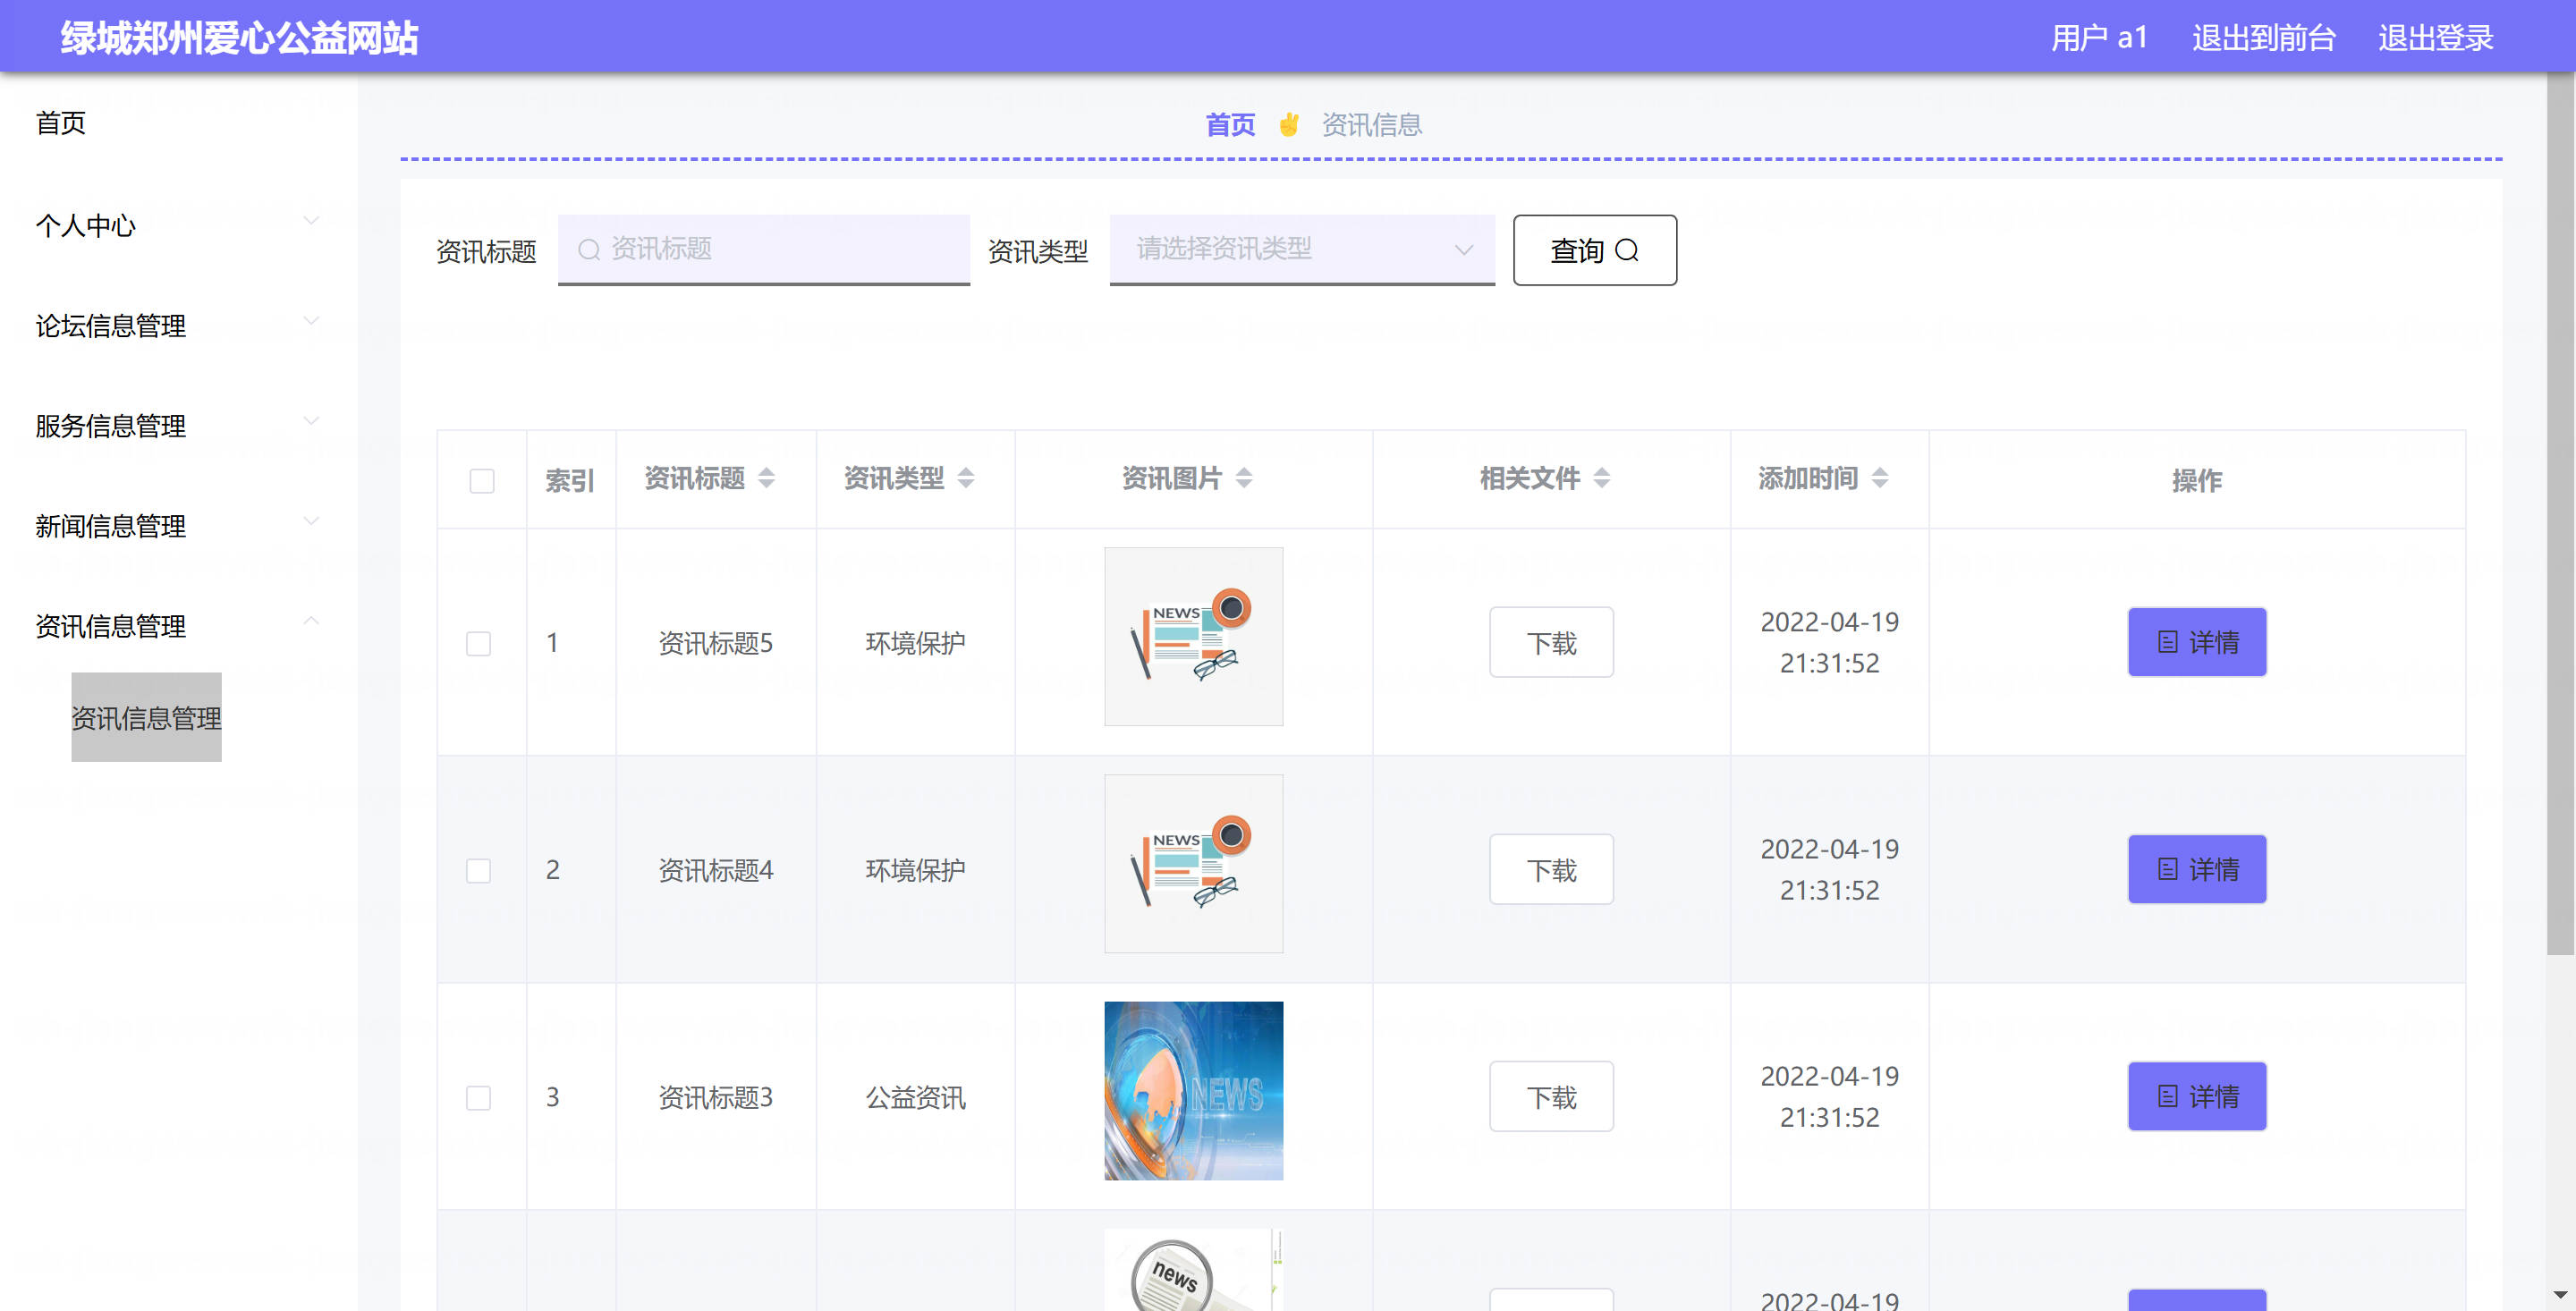 绿城郑州爱心公益网站
用户 a1 退出到前台 退出登录
首页
个人中心
论坛信息管理
服务信息管理
新闻信息管理
资讯信息管理
资讯信息管理
首页 ✌ 资讯信息
资讯标题 资讯标题 资讯类型 请选择资讯类型 查询
索引 资讯标题 资讯类型 资讯图片 相关文件 添加时间 操作
1 资讯标题5 环境保护 NEWS 下载 2022-04-19 21:31:52 详情
2 资讯标题4 环境保护 NEWS 下载 2022-04-19 21:31:52 详情
3 资讯标题3 公益资讯 NEWS 下载 2022-04-19 21:31:52 详情
news 2022-04-19